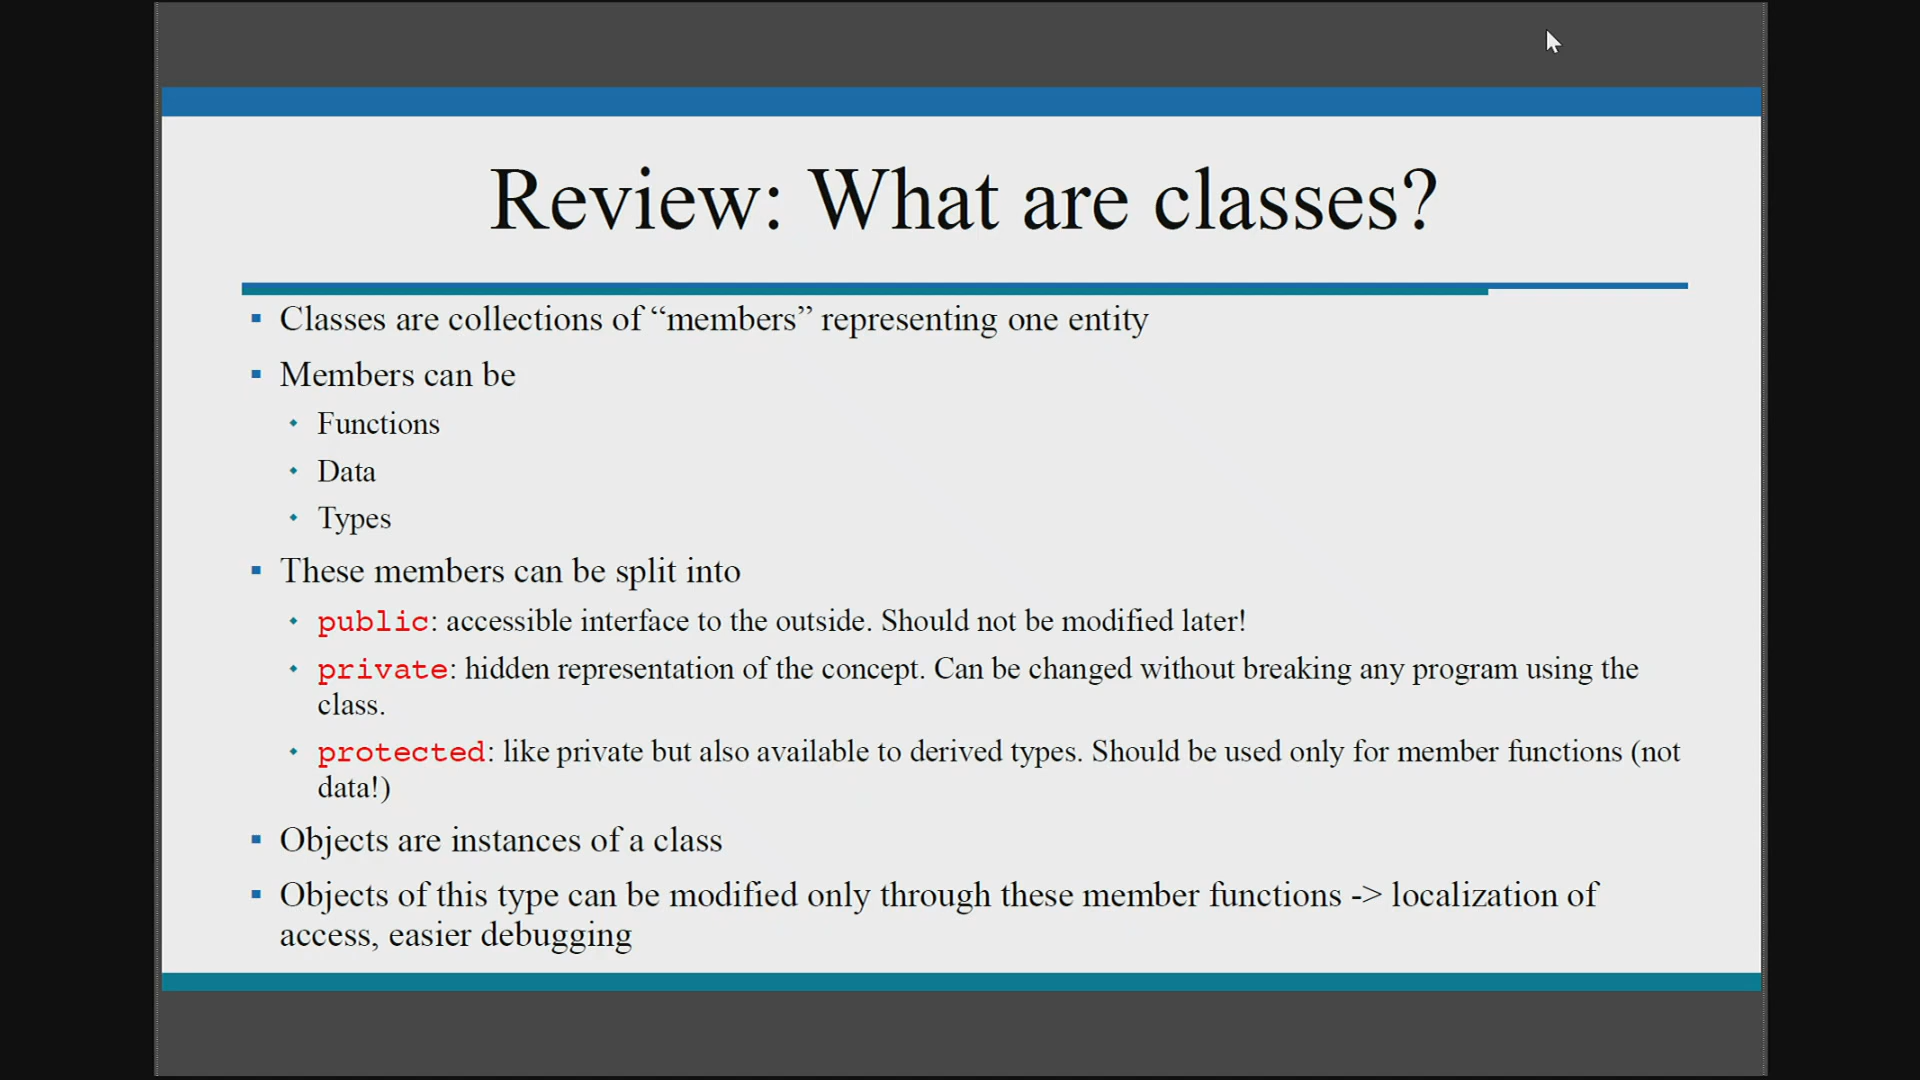 Review: What are classes?
Classes are collections of “members” representing one entity
Members can be
Functions
Data
Types
These members can be split into
public: accessible interface to the outside. Should not be modified later!
private: hidden representation of the concept. Can be changed without breaking any program using the
class.
protected: like private but also available to derived types. Should be used only for member functions (not
data!)
Objects are instances of a class
Objects of this type can be modified only through these member functions -> localization of
access, easier debugging